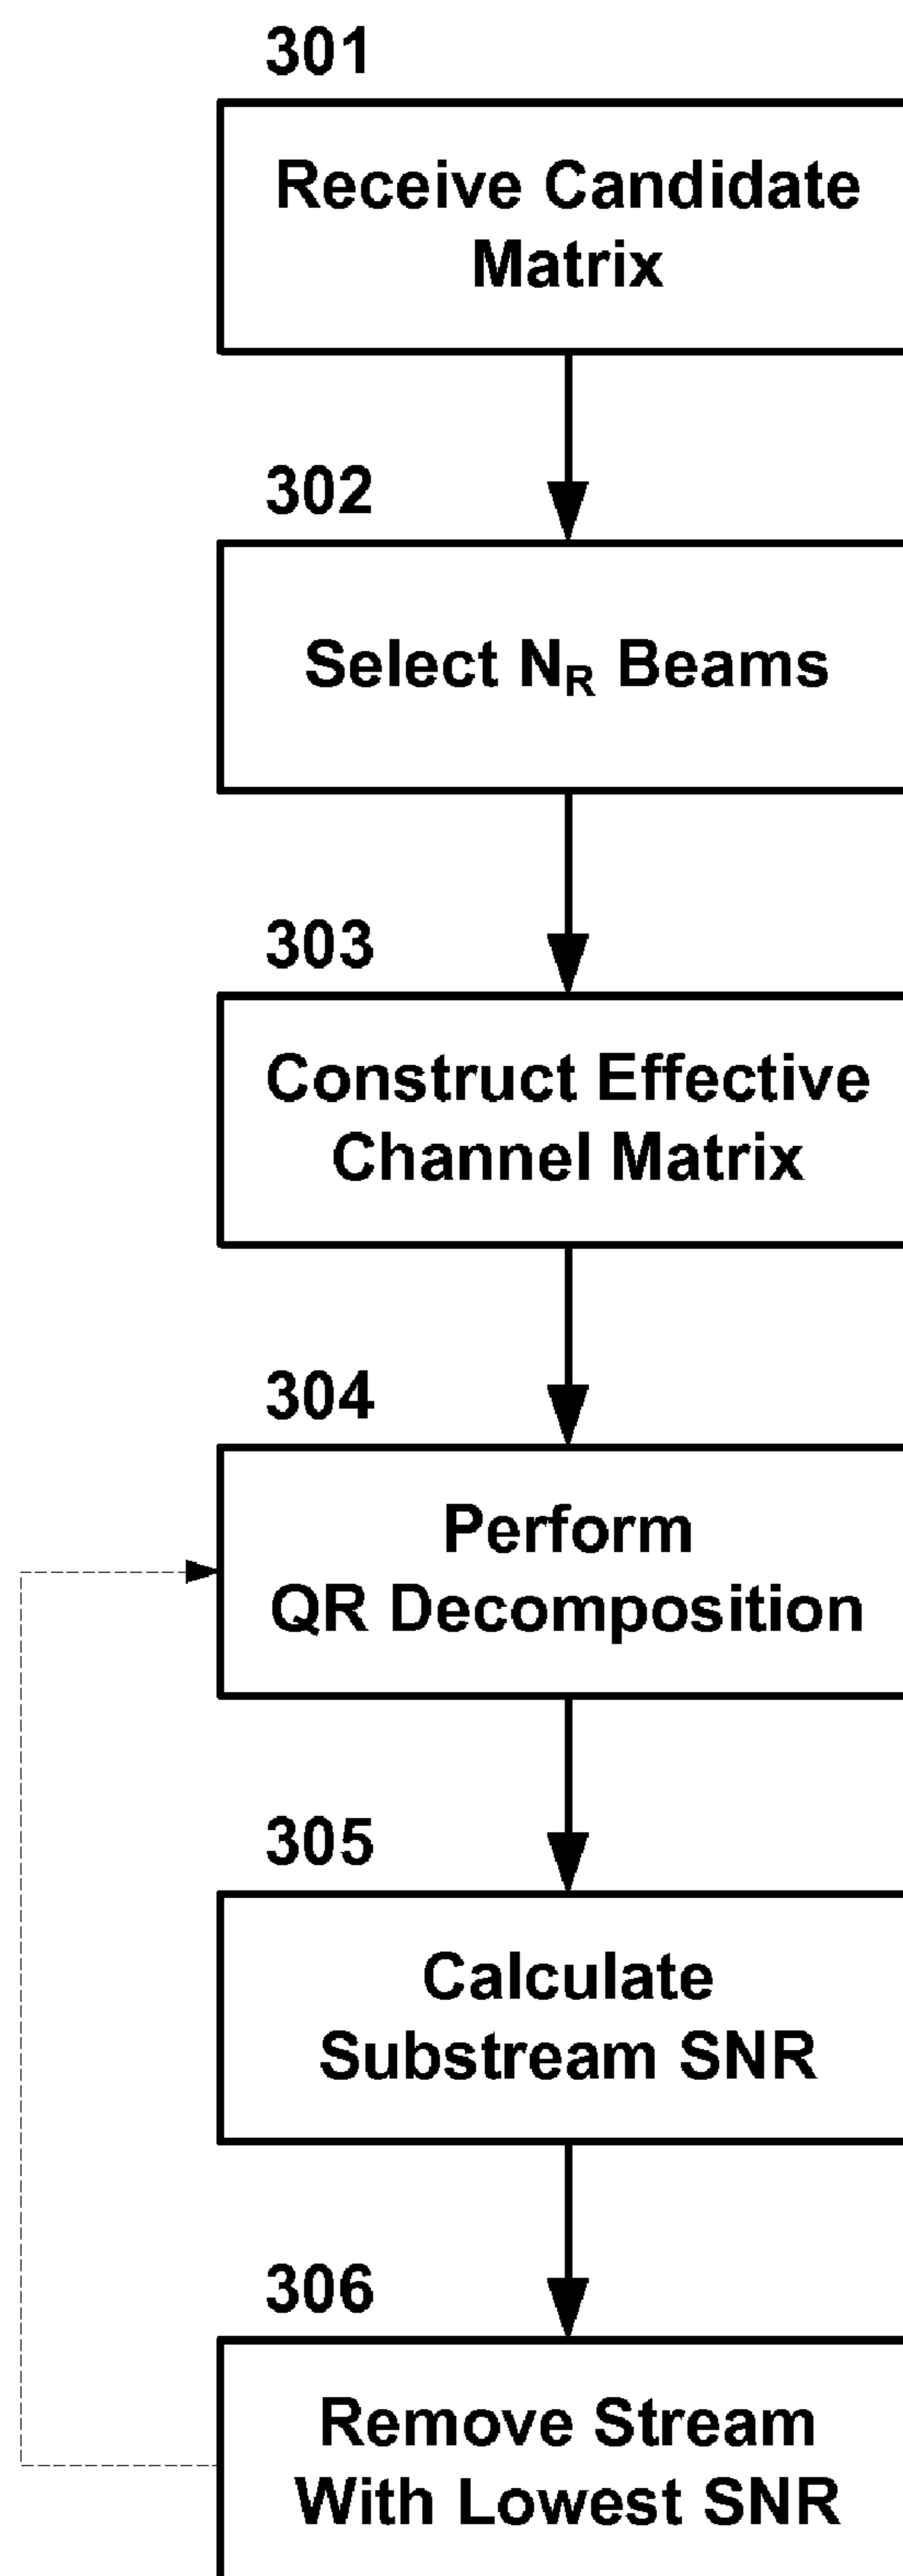 301
Receive Candidate
Matrix
302
Select NR Beams
303
Construct Effective
Channel Matrix
304
Perform
QR Decomposition
305
Calculate
Substream SNR
306
Remove Stream
With Lowest SNR